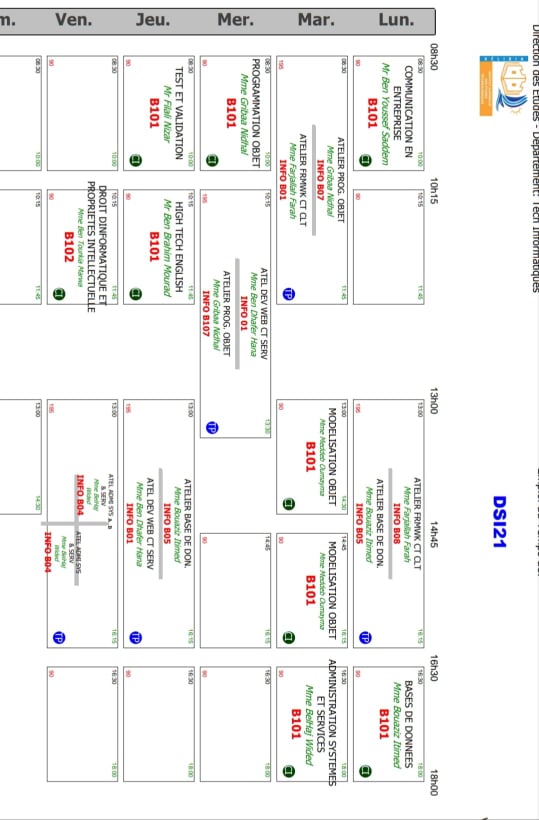 Direction des Etudes - Département: Tech Informatiques
DSI21
08h30 10h15 13h00 14h45 16h30 18h00
Lun.
08:30 10:00
COMMUNICATION EN
ENTREPRISE
Mr Ben Youssef Saddem
B101
90 CI
10:15 11:45
90
13:00 16:15
ATELIER FRMWK CT CLT
Mme Farjallah Farah
INFO B08
ATELIER BASE DE DON.
Mme Bouaziz Itimed
INFO B05
195 TP
16:30 18:00
BASES DE DONNEES
Mme Bouaziz Itimed
B101
90 CI
Mar.
08:30 11:45
ATELIER PROG. OBJET
Mme Gribaa Nidhal
INFO B07
ATELIER FRMWK CT CLT
Mme Farjallah Farah
INFO B01
195 TP
13:00 14:30
MODELISATION OBJET
Mme Meddeb Oumayma
B101
90 CI
14:45 16:15
MODELISATION OBJET
Mme Meddeb Oumayma
B101
90 CI
16:30 18:00
ADMINISTRATION SYSTEMES
ET SERVICES
Mme BelHaj Wided
B101
90 CI
Mer.
08:30 10:00
PROGRAMMATION OBJET
Mme Gribaa Nidhal
B101
90 CI
10:15 13:30
ATEL DEV WEB CT SERV
Mme Ben Dhafer Hana
INFO 01
ATELIER PROG. OBJET
Mme Gribaa Nidhal
INFO B107
195 TP
14:45 16:15
90
16:30 18:00
90
Jeu.
08:30 10:00
TEST ET VALIDATION
Mr Filali Nizar
B101
90 CI
10:15 11:45
HIGH TECH ENGLISH
Mr Ben Brahim Mourad
B101
90 CI
13:00 16:15
ATELIER BASE DE DON.
Mme Bouaziz Itimed
INFO B05
ATEL DEV WEB CT SERV
Mme Ben Dhafer Hana
INFO B01
195 TP
16:30 18:00
90
Ven.
08:30 10:00
90
10:15 11:45
DROIT DINFORMATIQUE ET
PROPRIETES INTELLECTUELLE
Mme Ben Tourkia Marwa
B102
90 CI
13:00 16:15
ATEL ADMI SYS
& SERV
Mme BelHaj
Wided
INFO B04
ATEL ADMI SYS
& SERV
Mme BelHaj
Wided
INFO B04
195 TP
16:30 18:00
90
08:30 10:00
10:15 11:45
13:00 14:30